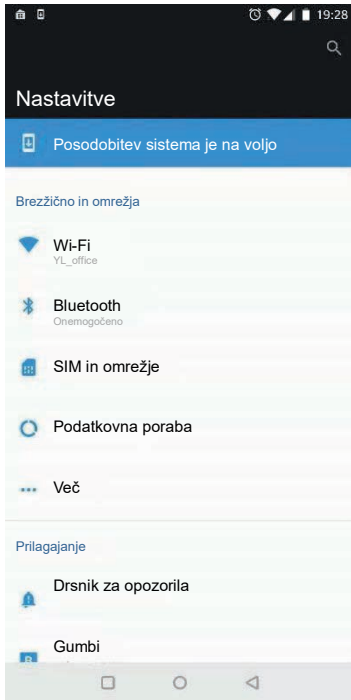 19:28
Nastavitve
Posodobitev sistema je na voljo
Brezžično in omrežja
Wi-Fi
YL_office
Bluetooth
Onemogočeno
SIM in omrežje
Podatkovna poraba
Več
Prilagajanje
Drsnik za opozorila
Gumbi